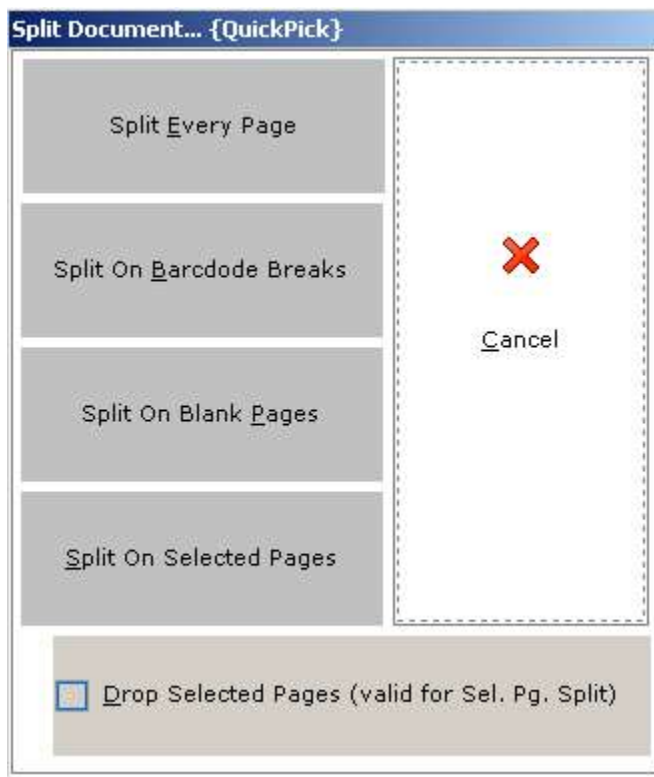 Split Document... {QuickPick}
Split Every Page
Split On Barcdode Breaks
Cancel
Split On Blank Pages
Split On Selected Pages
Drop Selected Pages (valid for Sel. Pg. Split)